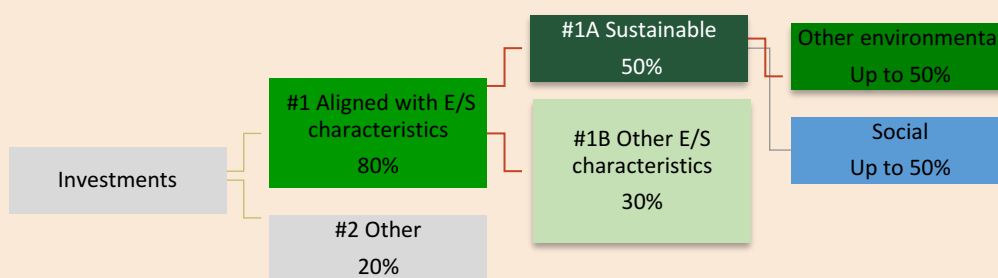 Investments
#1 Aligned with E/S
characteristics
80%
#2 Other
20%
#1A Sustainable
50%
#1B Other E/S
characteristics
30%
Other environmenta
Up to 50%
Social
Up to 50%